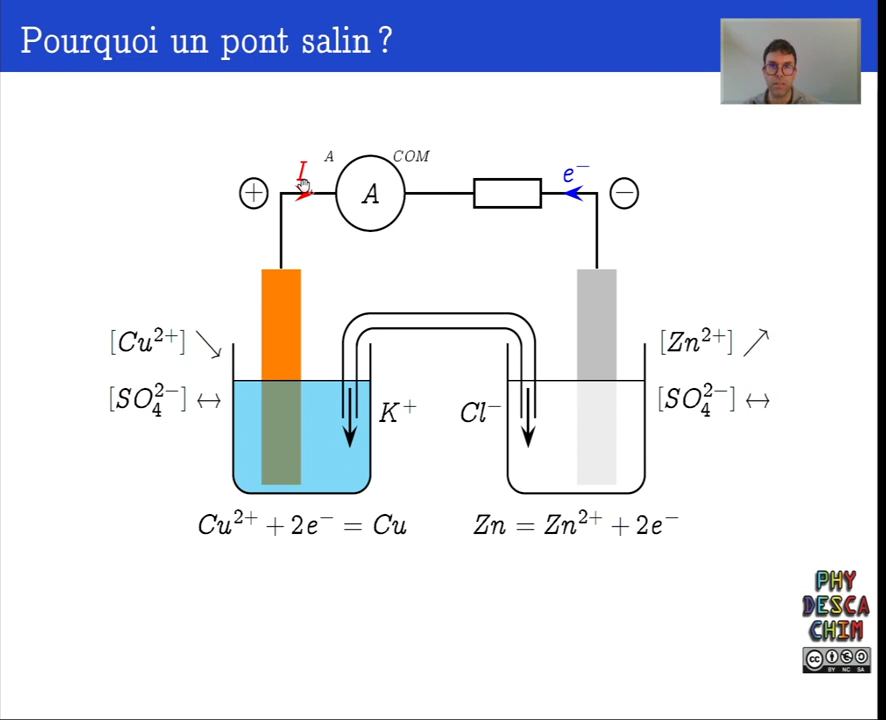 Pourquoi un pont salin ?
A
COM
I
e⁻
+
A
−
[Cu²⁺] ↘
[Zn²⁺] ↗
[SO₄²⁻] ↔
[SO₄²⁻] ↔
K⁺
Cl⁻
Cu²⁺ + 2e⁻ = Cu
Zn = Zn²⁺ + 2e⁻
PHY
DESCA
CHIM
cc
BY NC SA